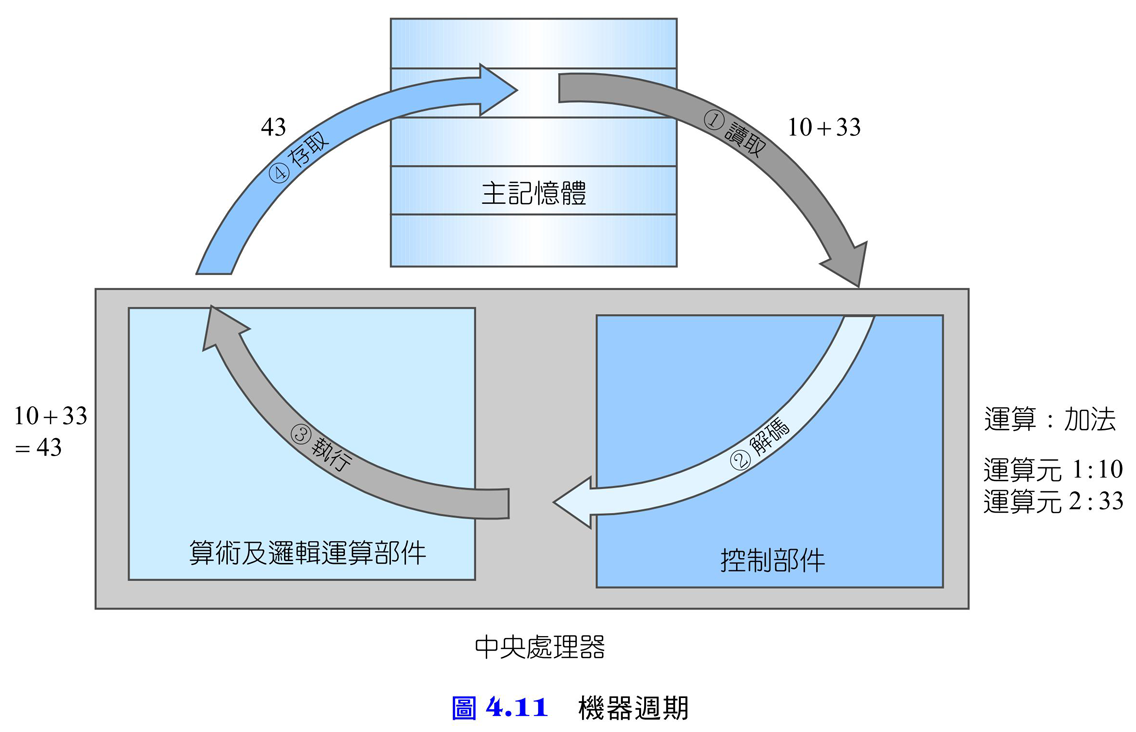 43
④ 存取
① 讀取
10 + 33
主記憶體
10 + 33
= 43
③ 執行
② 解碼
運算：加法
運算元 1 : 10
運算元 2 : 33
算術及邏輯運算部件
控制部件
中央處理器
圖 4.11 機器週期